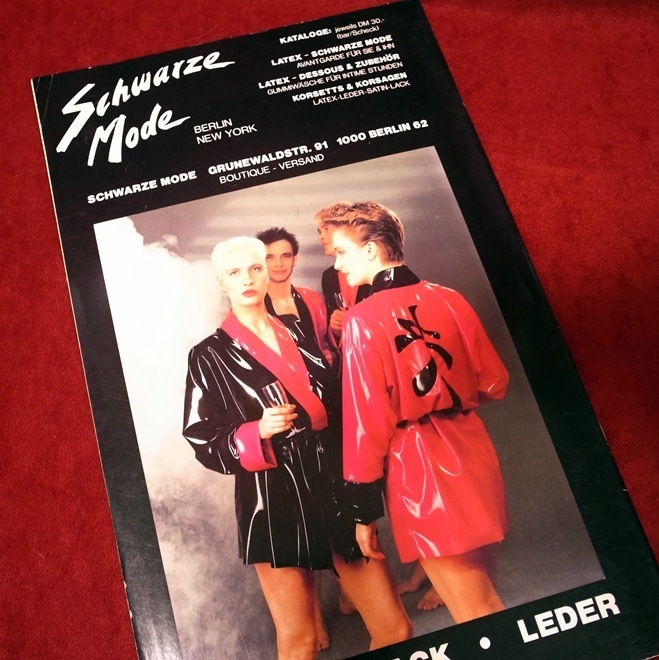 Schwarze
Mode
BERLIN
NEW YORK
KATALOGE: jeweils DM 30.-
(bar/Scheck)
LATEX - SCHWARZE MODE
AVANTGARDE FÜR SIE & IHN
LATEX - DESSOUS & ZUBEHÖR
GUMMIWÄSCHE FÜR INTIME STUNDEN
KORSETTS & KORSAGEN
LATEX-LEDER-SATIN-LACK
SCHWARZE MODE GRUNEWALDSTR. 91 1000 BERLIN 62
BOUTIQUE - VERSAND
ACK • LEDER